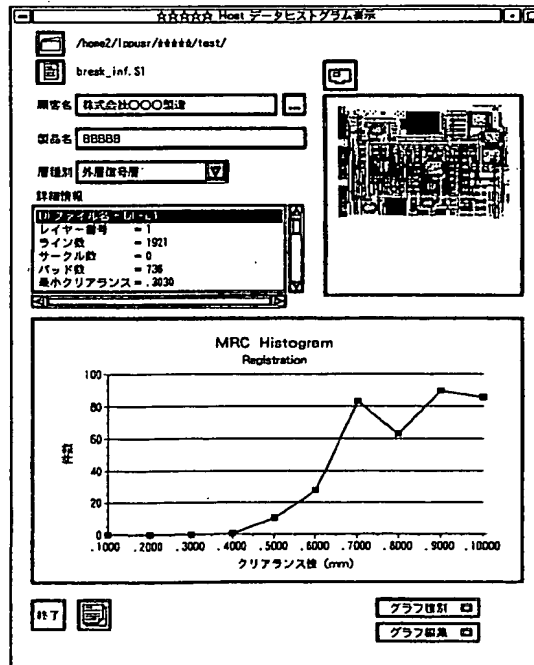 ☆☆☆☆☆ Host データヒストグラム表示
/home2/lppusr/☆☆☆☆☆/test/
break_inf.S1
顧客名 株式会社〇〇〇製造 ...
製品名 BBBBB
層種別 外層信号層
詳細情報
レイヤー番号 = 1
ライン数 = 1921
サークル数 = 0
パッド数 = 736
最小クリアランス = .3030
MRC Histogram
Registration
件数
100
80
60
40
20
0
.1000 .2000 .3000 .4000 .5000 .6000 .7000 .8000 .9000 .10000
クリアランス値 (mm)
終了
グラフ種別
グラフ編集